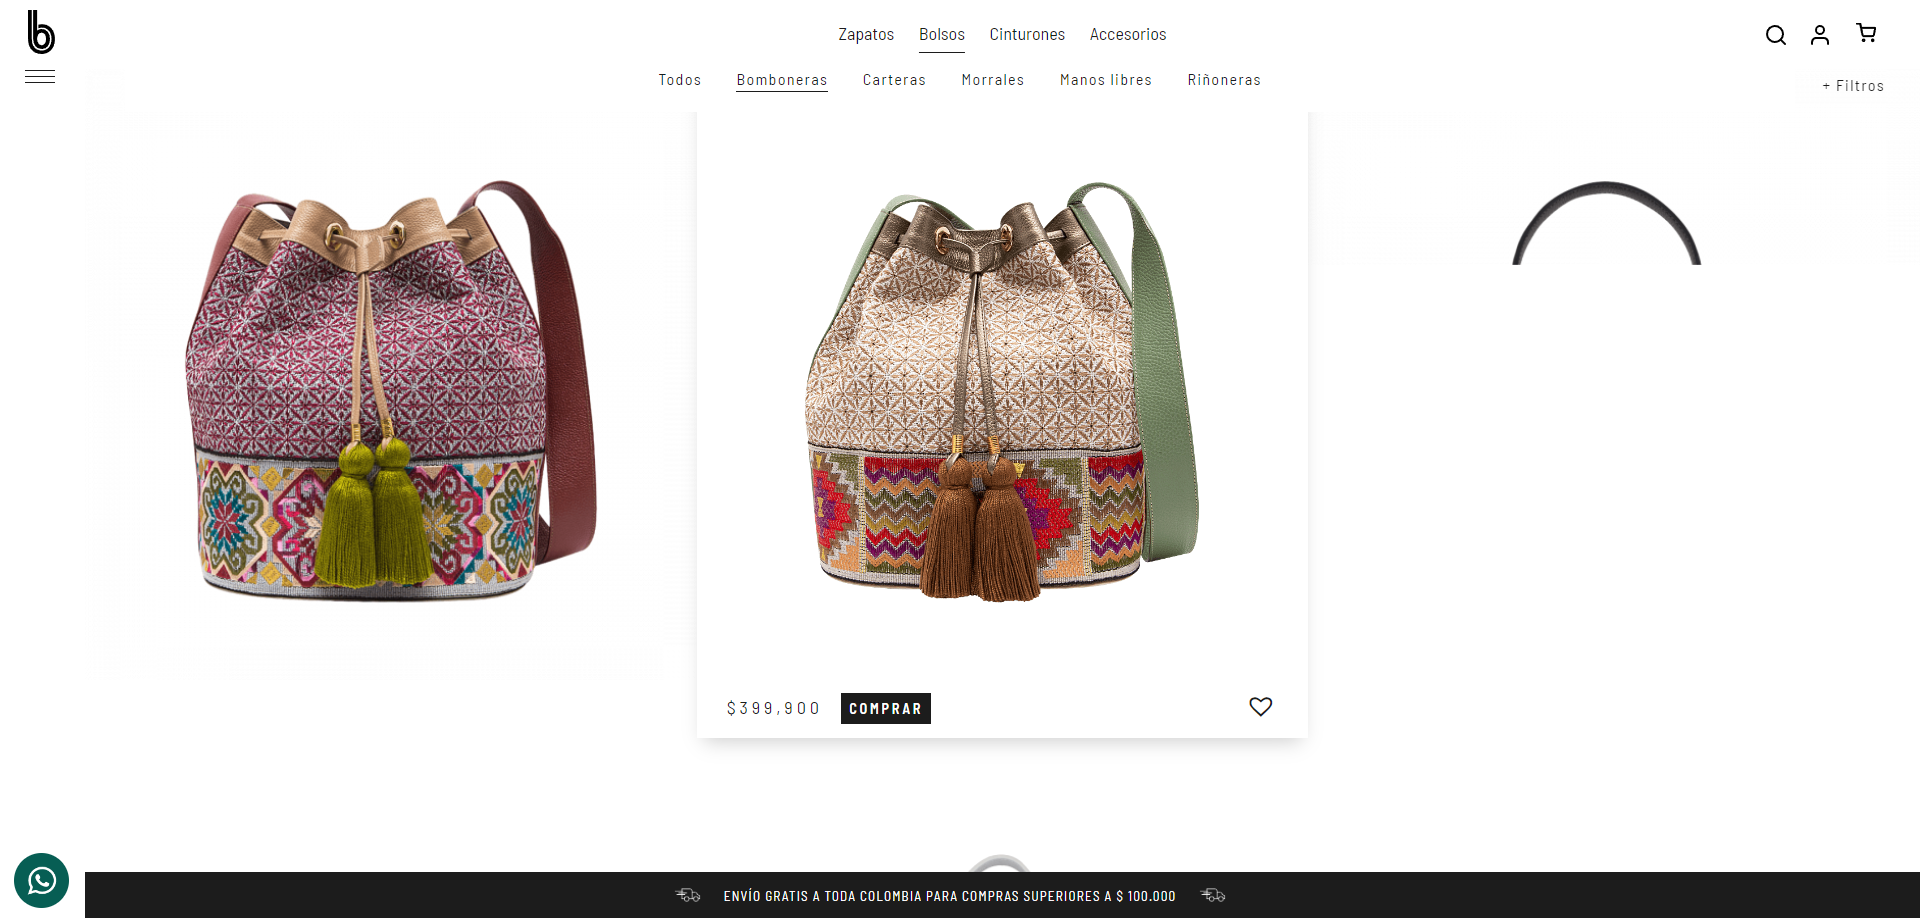 b
Zapatos Bolsos Cinturones Accesorios
Todos Bomboneras Carteras Morrales Manos libres Riñoneras
+ Filtros
$399,900 COMPRAR
ENVÍO GRATIS A TODA COLOMBIA PARA COMPRAS SUPERIORES A $ 100.000